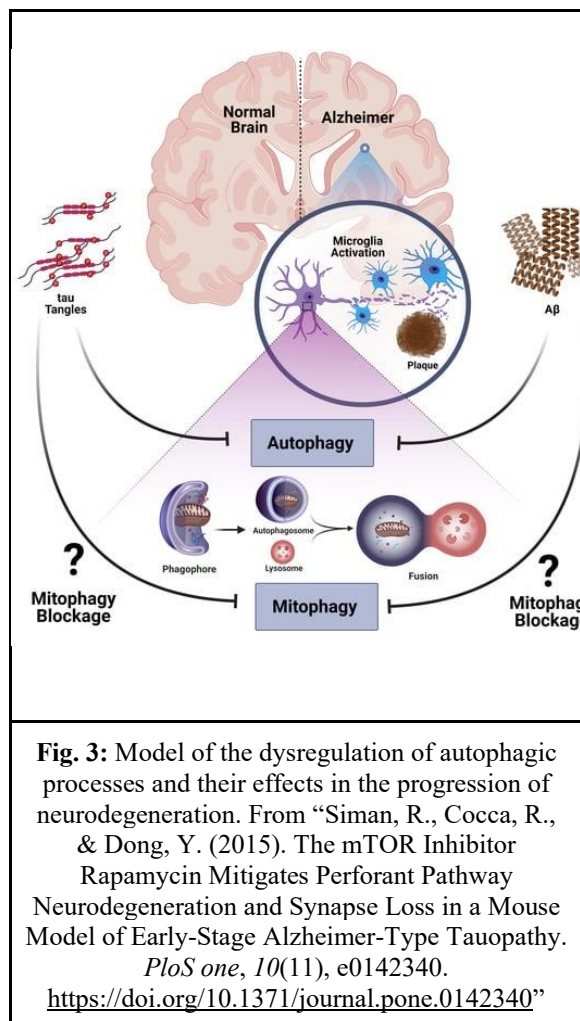 Normal
Brain
Alzheimer
Microglia
Activation
Plaque
tau
Tangles
Aβ
Autophagy
Phagophore
Autophagosome
Lysosome
Fusion
?
Mitophagy
Blockage
Mitophagy
?
Mitophag
Blockage
Fig. 3: Model of the dysregulation of autophagic
processes and their effects in the progression of
neurodegeneration. From “Siman, R., Cocca, R.,
& Dong, Y. (2015). The mTOR Inhibitor
Rapamycin Mitigates Perforant Pathway
Neurodegeneration and Synapse Loss in a Mouse
Model of Early-Stage Alzheimer-Type Tauopathy.
PloS one, 10(11), e0142340.
https://doi.org/10.1371/journal.pone.0142340”